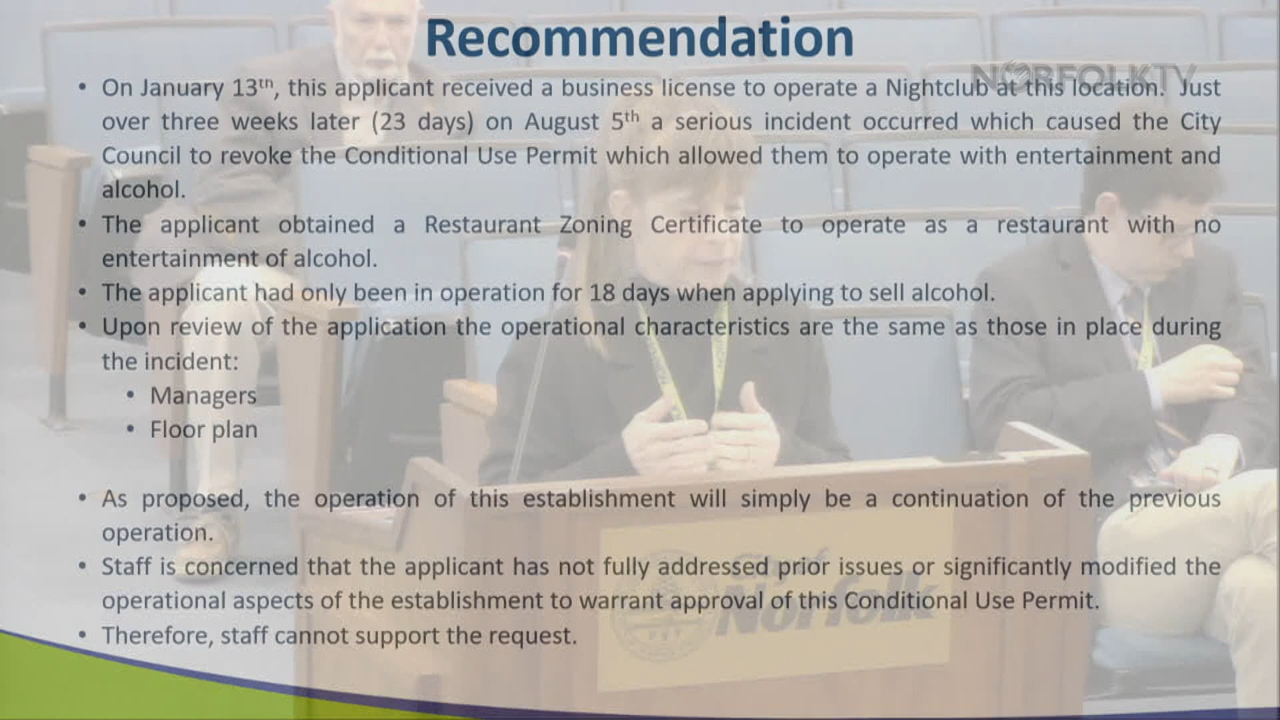 Recommendation
NORFOLKTV
• On January 13th, this applicant received a business license to operate a Nightclub at this location. Just
over three weeks later (23 days) on August 5th a serious incident occurred which caused the City
Council to revoke the Conditional Use Permit which allowed them to operate with entertainment and
alcohol.
• The applicant obtained a Restaurant Zoning Certificate to operate as a restaurant with no
entertainment of alcohol.
• The applicant had only been in operation for 18 days when applying to sell alcohol.
• Upon review of the application the operational characteristics are the same as those in place during
the incident:
• Managers
• Floor plan
• As proposed, the operation of this establishment will simply be a continuation of the previous
operation.
• Staff is concerned that the applicant has not fully addressed prior issues or significantly modified the
operational aspects of the establishment to warrant approval of this Conditional Use Permit.
• Therefore, staff cannot support the request.
Norfolk